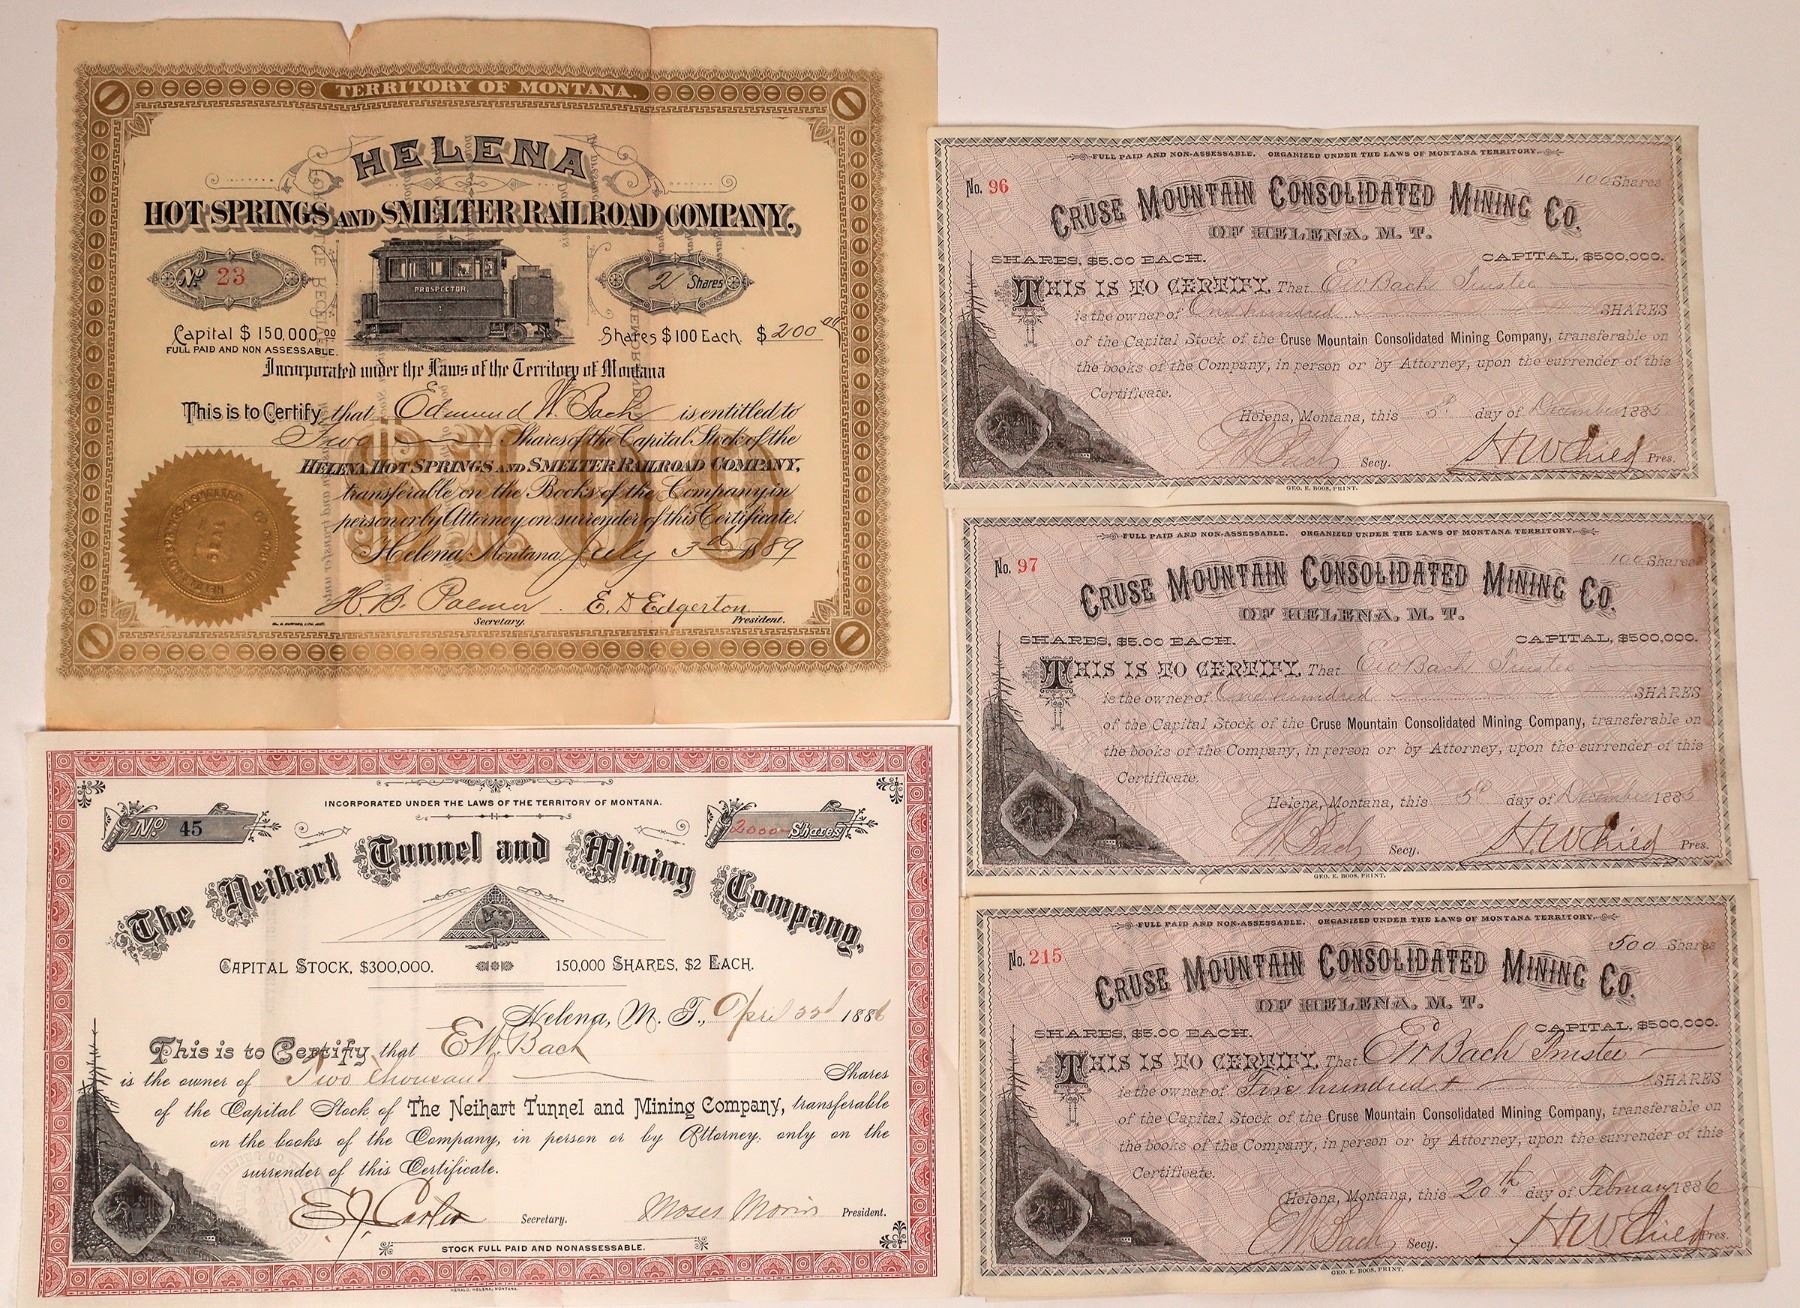 TERRITORY OF MONTANA.
HELENA
HOT SPRINGS AND SMELTER RAILROAD COMPANY,
No 23
PROSPECTOR.
2 Shares
Capital $ 150,000.00
FULL PAID AND NON ASSESSABLE.
Shares $100 Each. $ 200 00
Incorporated under the Laws of the Territory of Montana
This is to Certify that Edmund W. Bach is entitled to
Two Shares of the Capital Stock of the
HELENA, HOT SPRINGS AND SMELTER RAILROAD COMPANY,
transferable on the Books of the Company in
person or by Attorney, on surrender of this Certificate.
$100
Helena, Montana, July 3rd 1889
H. B. Palmer E. D Edgerton
Secretary. President.
INCORPORATED UNDER THE LAWS OF THE TERRITORY OF MONTANA.
No. 45
2000 Shares
The Neihart Tunnel and Mining Company.
CAPITAL STOCK, $300,000. 150,000 SHARES, $2 EACH.
Helena, M. T., April 1886
This is to Certify that E W. Bach
is the owner of Two thousand Shares
of the Capital Stock of The Neihart Tunnel and Mining Company, transferable
on the books of the Company, in person or by Attorney, only on the
surrender of this Certificate.
Secretary. Moses Morris President.
STOCK FULL PAID AND NONASSESSABLE.
HERALD, HELENA, MONTANA.
FULL PAID AND NON-ASSESSABLE. ORGANIZED UNDER THE LAWS OF MONTANA TERRITORY.
No. 96
100 Shares
CRUSE MOUNTAIN CONSOLIDATED MINING CO.
OF HELENA, M. T.
SHARES, $5.00 EACH. CAPITAL, $500,000.
THIS IS TO CERTIFY, That E W Bach Trustee
is the owner of One hundred SHARES
of the Capital Stock of the Cruse Mountain Consolidated Mining Company, transferable on
the books of the Company, in person or by Attorney, upon the surrender of this
Certificate.
Helena, Montana, this 5th day of December 1885
E W Bach Secy. H W Child Pres.
GEO. E. BOOS, PRINT.
FULL PAID AND NON-ASSESSABLE. ORGANIZED UNDER THE LAWS OF MONTANA TERRITORY.
No. 97
100 Shares
CRUSE MOUNTAIN CONSOLIDATED MINING CO.
OF HELENA, M. T.
SHARES, $5.00 EACH. CAPITAL, $500,000.
THIS IS TO CERTIFY, That E W Bach Trustee
is the owner of One hundred SHARES
of the Capital Stock of the Cruse Mountain Consolidated Mining Company, transferable on
the books of the Company, in person or by Attorney, upon the surrender of this
Certificate.
Helena, Montana, this 5th day of December 1885
E W Bach Secy. H W Child Pres.
GEO. E. BOOS, PRINT.
FULL PAID AND NON-ASSESSABLE. ORGANIZED UNDER THE LAWS OF MONTANA TERRITORY.
No. 215
500 Shares
CRUSE MOUNTAIN CONSOLIDATED MINING CO.
OF HELENA, M. T.
SHARES, $5.00 EACH. CAPITAL, $500,000.
THIS IS TO CERTIFY, That E W Bach Trustee
is the owner of Five hundred SHARES
of the Capital Stock of the Cruse Mountain Consolidated Mining Company, transferable on
the books of the Company, in person or by Attorney, upon the surrender of this
Certificate.
Helena, Montana, this 20th day of February 1886
E W Bach Secy. H W Child Pres.
GEO. E. BOOS, PRINT.